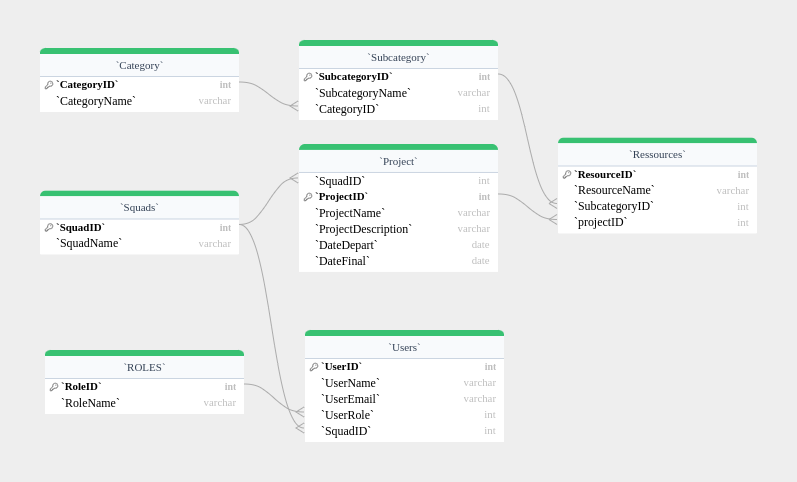 `Category`
`CategoryID` int
`CategoryName` varchar
`Subcategory`
`SubcategoryID` int
`SubcategoryName` varchar
`CategoryID` int
`Squads`
`SquadID` int
`SquadName` varchar
`Project`
`SquadID` int
`ProjectID` int
`ProjectName` varchar
`ProjectDescription` varchar
`DateDepart` date
`DateFinal` date
`Ressources`
`ResourceID` int
`ResourceName` varchar
`SubcategoryID` int
`projectID` int
`ROLES`
`RoleID` int
`RoleName` varchar
`Users`
`UserID` int
`UserName` varchar
`UserEmail` varchar
`UserRole` int
`SquadID` int